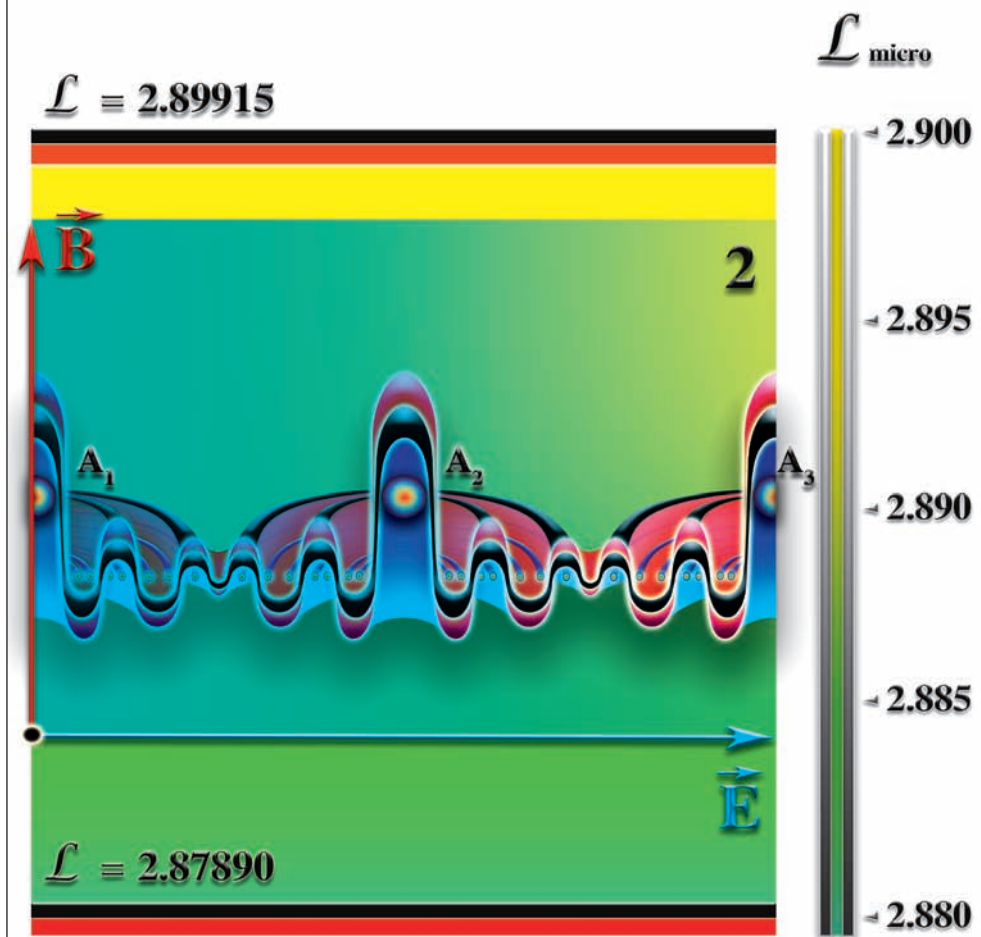 ℒ micro
ℒ = 2.89915
2.900
B
2
2.895
A1 A2 A3
2.890
2.885
E
ℒ = 2.87890
2.880